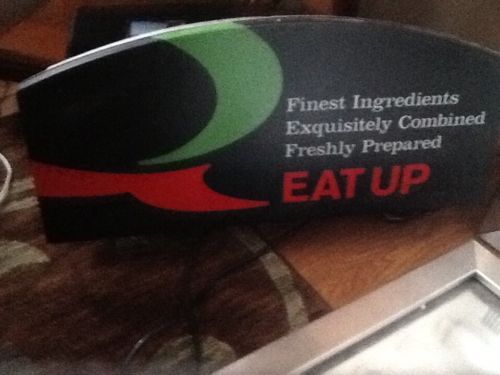 Finest Ingredients
Exquisitely Combined
Freshly Prepared
EAT UP